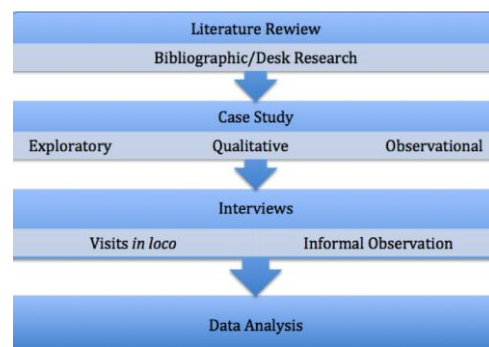 Literature Rewiew
Bibliographic/Desk Research
Case Study
Exploratory Qualitative Observational
Interviews
Visits in loco Informal Observation
Data Analysis